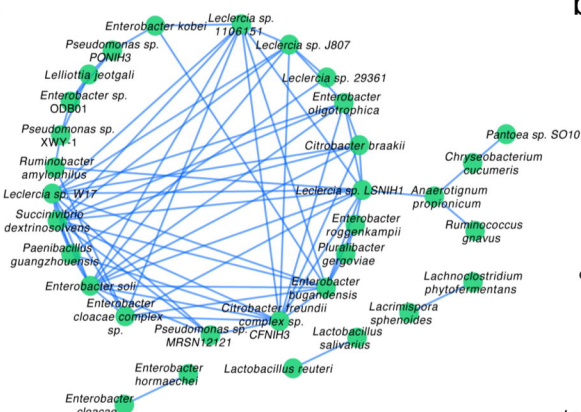 b
Enterobacter kobei
Leclercia sp.
1106151
Pseudomonas sp.
PONIH3
Leclercia sp. J807
Lelliottia jeotgali
Leclercia sp. 29361
Enterobacter sp.
ODB01
Enterobacter
oligotrophica
Pseudomonas sp.
XWY-1
Pantoea sp. SO10
Citrobacter braakii
Chryseobacterium
cucumeris
Ruminobacter
amylophilus
Leclercia sp. W17
Leclercia sp. LSNIH1
Anaerotignum
propionicum
Succinivibrio
dextrinosolvens
Enterobacter
roggenkampii
Ruminococcus
gnavus
Paenibacillus
guangzhouensis
Pluralibacter
gergoviae
Enterobacter soli
Enterobacter
bugandensis
Lachnoclostridium
phytofermentans
Enterobacter
cloacae complex
sp.
Citrobacter freundii
complex sp.
CFNIH3
Lacrimispora
sphenoides
Pseudomonas sp.
MRSN12121
Lactobacillus
salivarius
Enterobacter
hormaechei
Lactobacillus reuteri
Enterobacter
cloacae